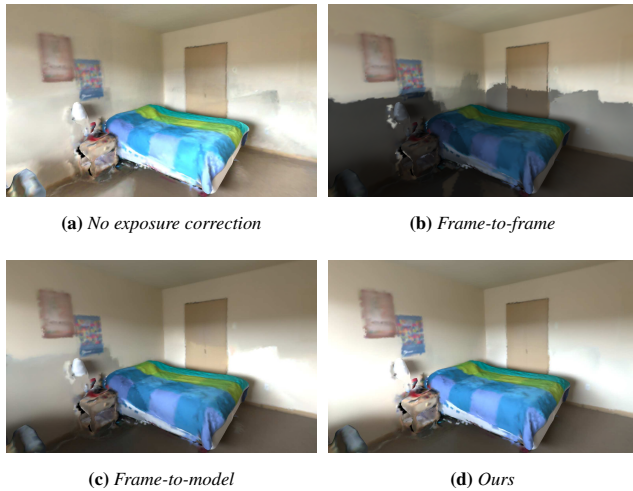 (a) No exposure correction
(b) Frame-to-frame
(c) Frame-to-model
(d) Ours